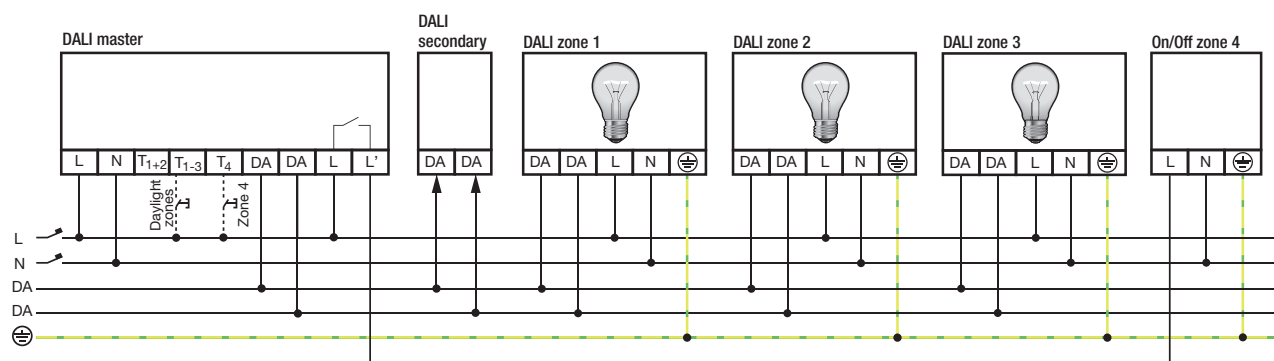 DALI master
DALI
secondary
DALI zone 1
DALI zone 2
DALI zone 3
On/Off zone 4
L N T1+2 T1-3 T4 DA DA L L'
DA DA
DA DA L N
DA DA L N
DA DA L N
L N
Daylight
zones
Zone 4
L
N
DA
DA